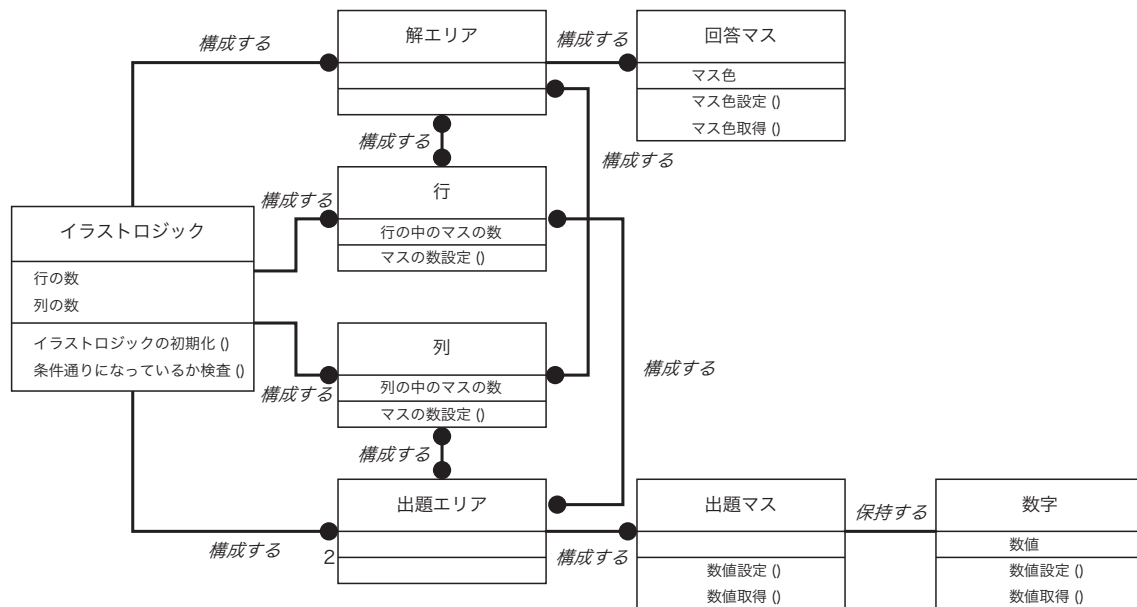 解エリア
回答マス
構成する
構成する
マス色
マス色設定 ()
マス色取得 ()
構成する
構成する
行
構成する
行の中のマスの数
マスの数設定 ()
イラストロジック
行の数
列の数
イラストロジックの初期化 ()
条件通りになっているか検査 ()
列
構成する
構成する
列の中のマスの数
マスの数設定 ()
構成する
出題エリア
出題マス
数字
保持する
構成する
2
構成する
数値
数値設定 ()
数値取得 ()
数値設定 ()
数値取得 ()